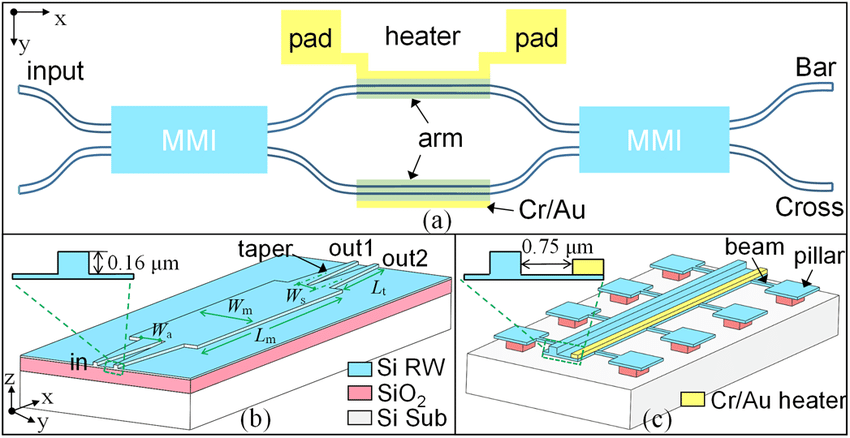 x
y
pad
heater
pad
input
Bar
MMI
arm
MMI
Cr/Au
Cross
(a)
0.16 μm
taper
out1
out2
Wₛ
Lₜ
Wₘ
Wₐ
Lₘ
in
Si RW
SiO₂
Si Sub
z
x
y
(b)
0.75 μm
beam
pillar
Cr/Au heater
(c)